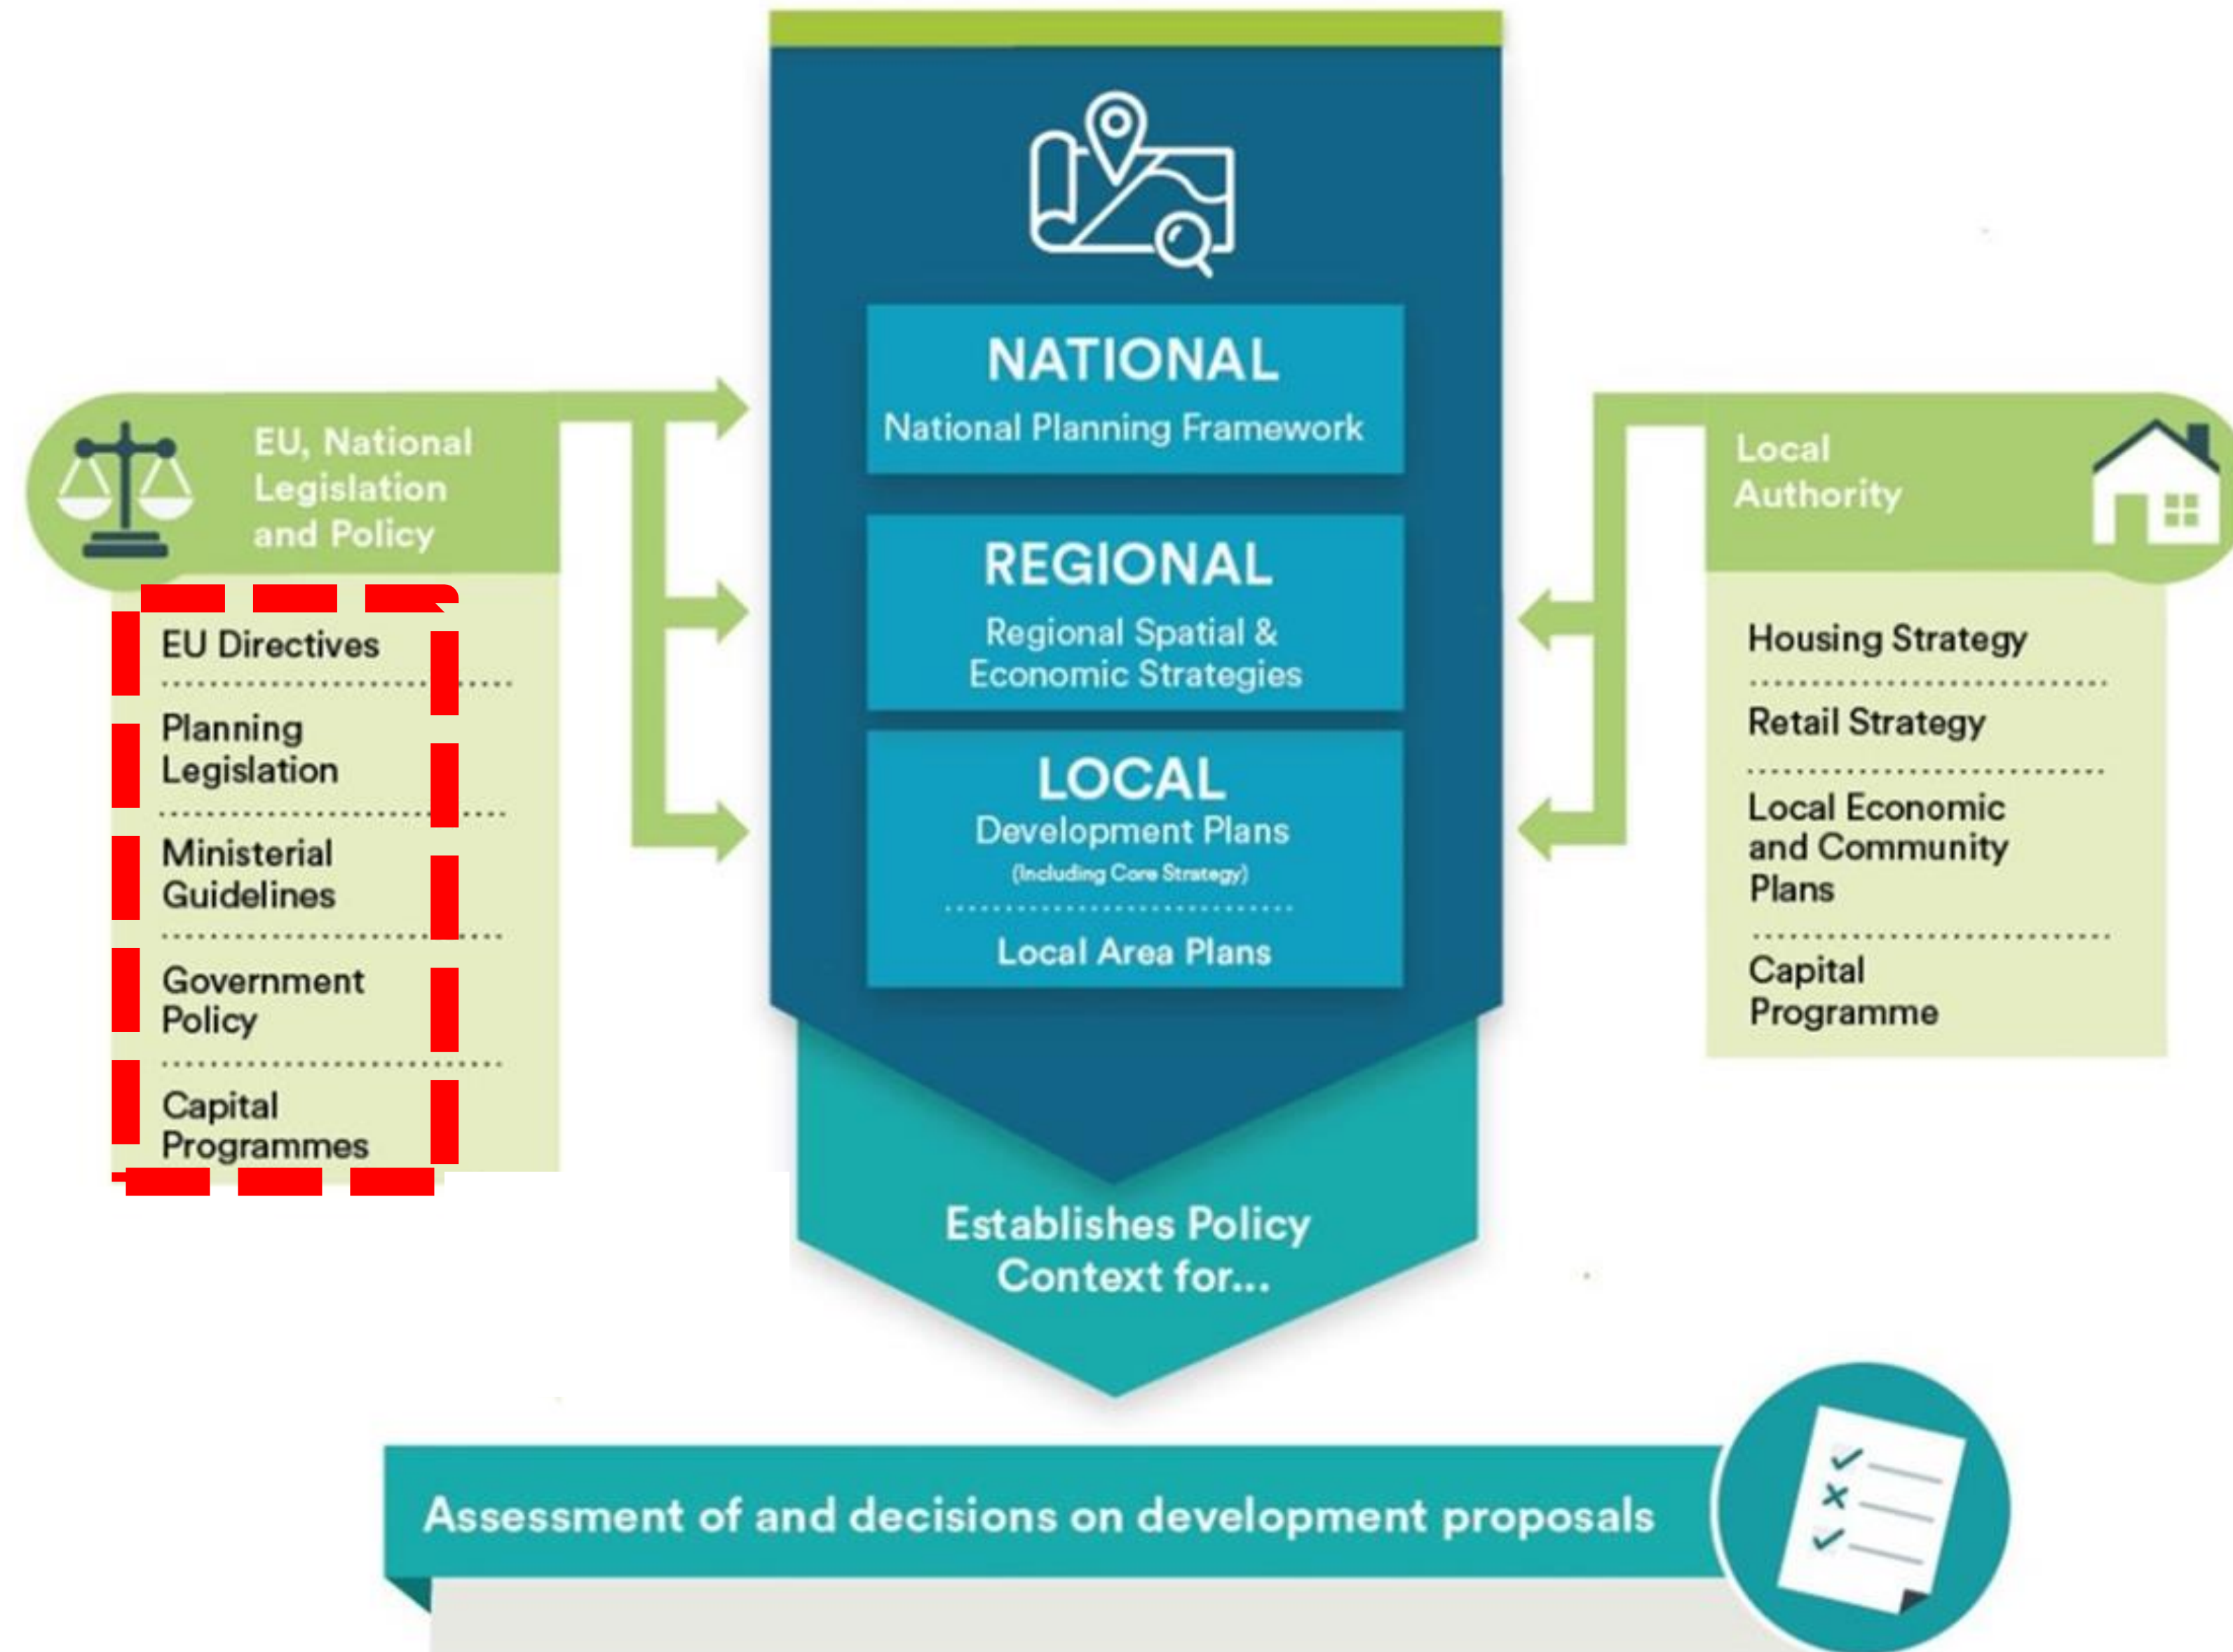 NATIONAL
National Planning Framework
REGIONAL
Regional Spatial &
Economic Strategies
LOCAL
Development Plans
(Including Core Strategy)
Local Area Plans
EU, National
Legislation
and Policy
EU Directives
Planning
Legislation
Ministerial
Guidelines
Government
Policy
Capital
Programmes
Local
Authority
Housing Strategy
Retail Strategy
Local Economic
and Community
Plans
Capital
Programme
Establishes Policy
Context for...
Assessment of and decisions on development proposals